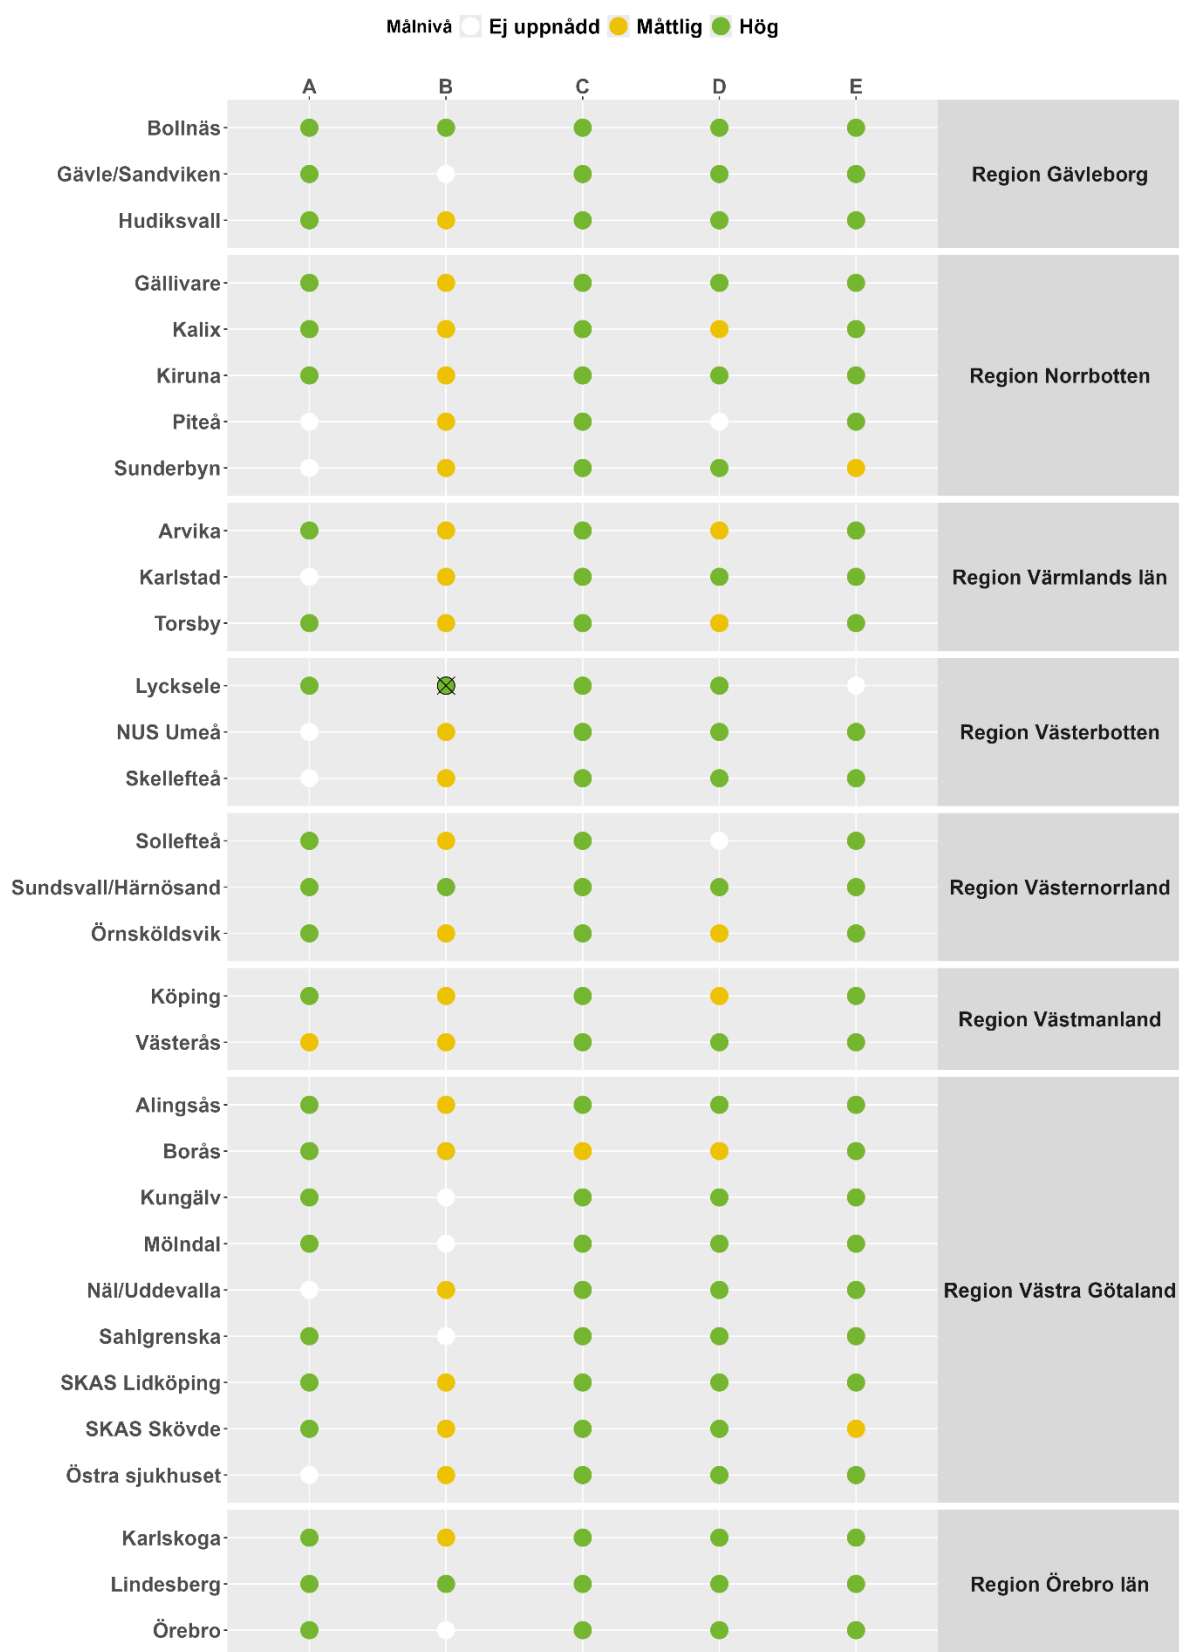 Målnivå Ej uppnådd Måttlig Hög
A B C D E
Bollnäs
Gävle/Sandviken
Hudiksvall
Region Gävleborg
Gällivare
Kalix
Kiruna
Piteå
Sunderbyn
Region Norrbotten
Arvika
Karlstad
Torsby
Region Värmlands län
Lycksele
NUS Umeå
Skellefteå
Region Västerbotten
Sollefteå
Sundsvall/Härnösand
Örnsköldsvik
Region Västernorrland
Köping
Västerås
Region Västmanland
Alingsås
Borås
Kungälv
Mölndal
Näl/Uddevalla
Sahlgrenska
SKAS Lidköping
SKAS Skövde
Östra sjukhuset
Region Västra Götaland
Karlskoga
Lindesberg
Örebro
Region Örebro län